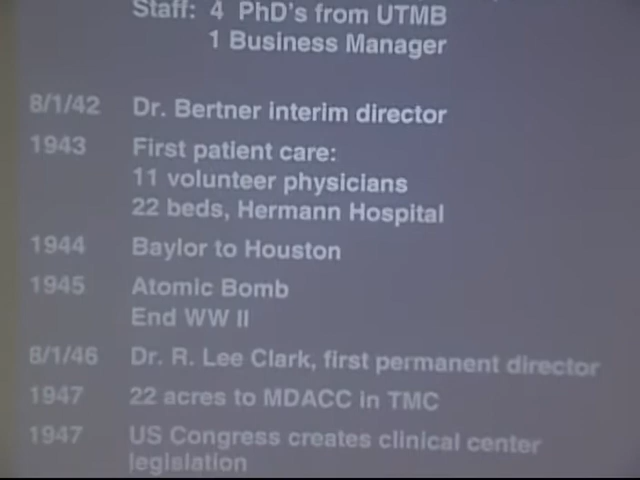 Staff: 4 PhD's from UTMB
1 Business Manager
8/1/42 Dr. Bertner interim director
1943 First patient care:
11 volunteer physicians
22 beds, Hermann Hospital
1944 Baylor to Houston
1945 Atomic Bomb
End WW II
8/1/46 Dr. R. Lee Clark, first permanent director
1947 22 acres to MDACC in TMC
1947 US Congress creates clinical center
legislation